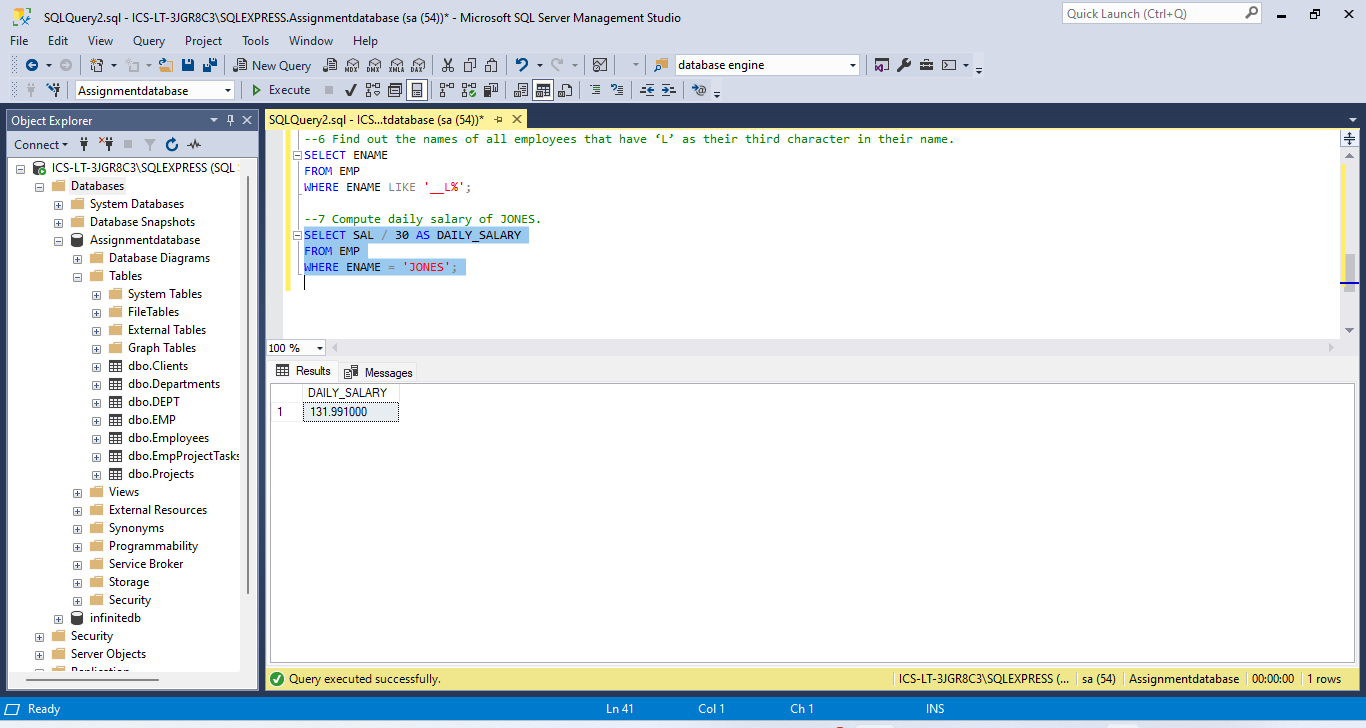 SQLQuery2.sql - ICS-LT-3JGR8C3\SQLEXPRESS.Assignmentdatabase (sa (54))* - Microsoft SQL Server Management Studio
Quick Launch (Ctrl+Q)
File Edit View Query Project Tools Window Help
New Query
MDX DMX XMLA DAX
database engine
Assignmentdatabase
Execute
Object Explorer
Connect
ICS-LT-3JGR8C3\SQLEXPRESS (SQL
Databases
System Databases
Database Snapshots
Assignmentdatabase
Database Diagrams
Tables
System Tables
FileTables
External Tables
Graph Tables
dbo.Clients
dbo.Departments
dbo.DEPT
dbo.EMP
dbo.Employees
dbo.EmpProjectTasks
dbo.Projects
Views
External Resources
Synonyms
Programmability
Service Broker
Storage
Security
infinitedb
Security
Server Objects
Replication
SQLQuery2.sql - ICS...tdatabase (sa (54))*
--6 Find out the names of all employees that have ‘L’ as their third character in their name.
SELECT ENAME
FROM EMP
WHERE ENAME LIKE '__L%';
--7 Compute daily salary of JONES.
SELECT SAL / 30 AS DAILY_SALARY
FROM EMP
WHERE ENAME = 'JONES';
100 %
Results Messages
DAILY_SALARY
1 131.991000
Query executed successfully.
ICS-LT-3JGR8C3\SQLEXPRESS (... sa (54) Assignmentdatabase 00:00:00 1 rows
Ready Ln 41 Col 1 Ch 1 INS